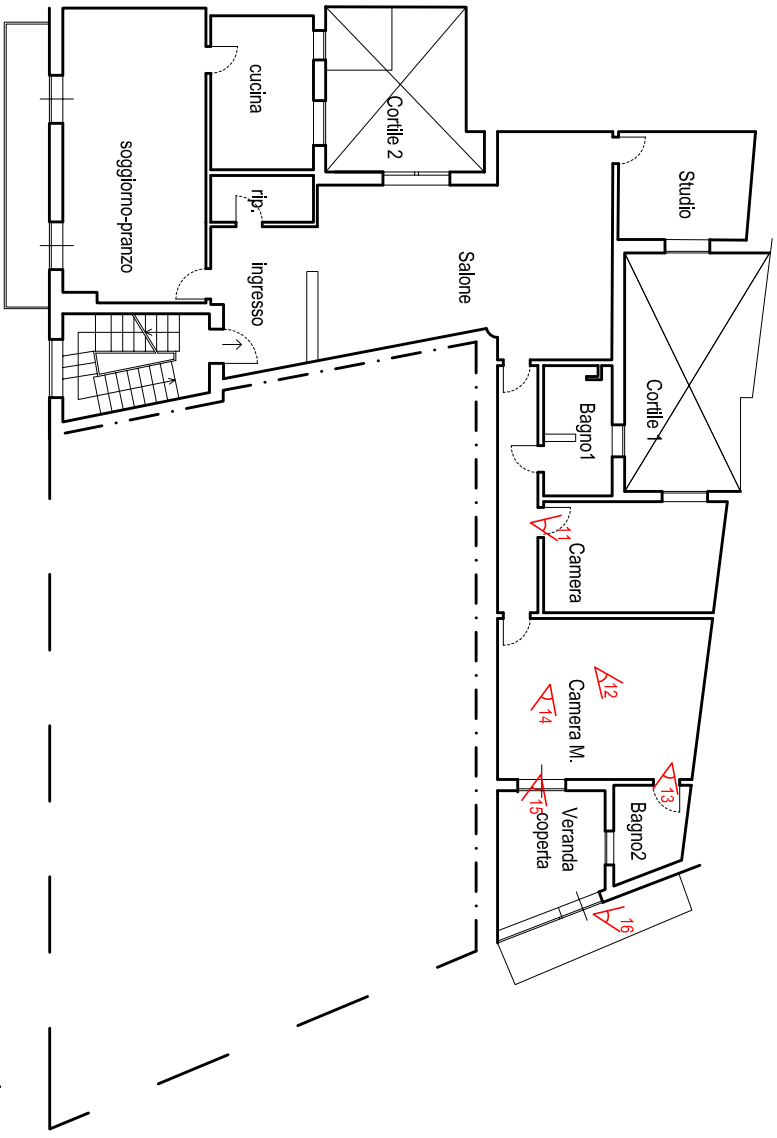 cucina
Cortile 2
Studio
soggiorno-pranzo
rip.
ingresso
Salone
Cortile 1
Bagno1
11
Camera
12
Camera M.
14
13
15
Veranda
coperta
Bagno2
16